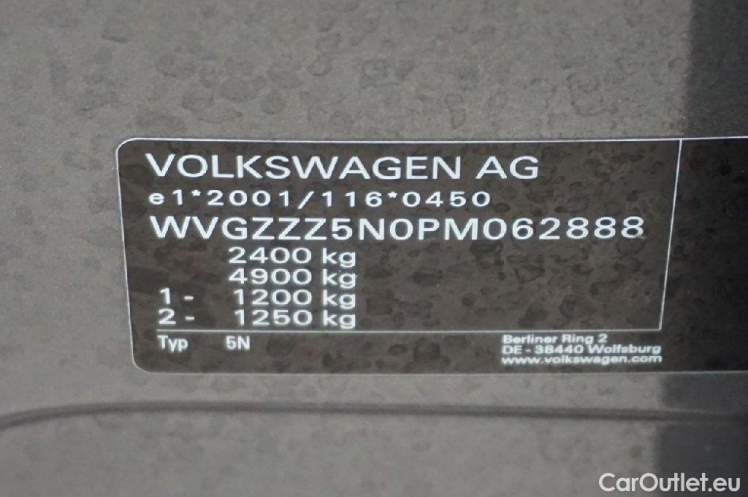 VOLKSWAGEN AG
e1*2001/116*0450
WVGZZZ5N0PM062888
2400 kg
4900 kg
1 - 1200 kg
2 - 1250 kg
Typ 5N
Berliner Ring 2
DE - 38440 Wolfsburg
www.volkswagen.com
CarOutlet.eu